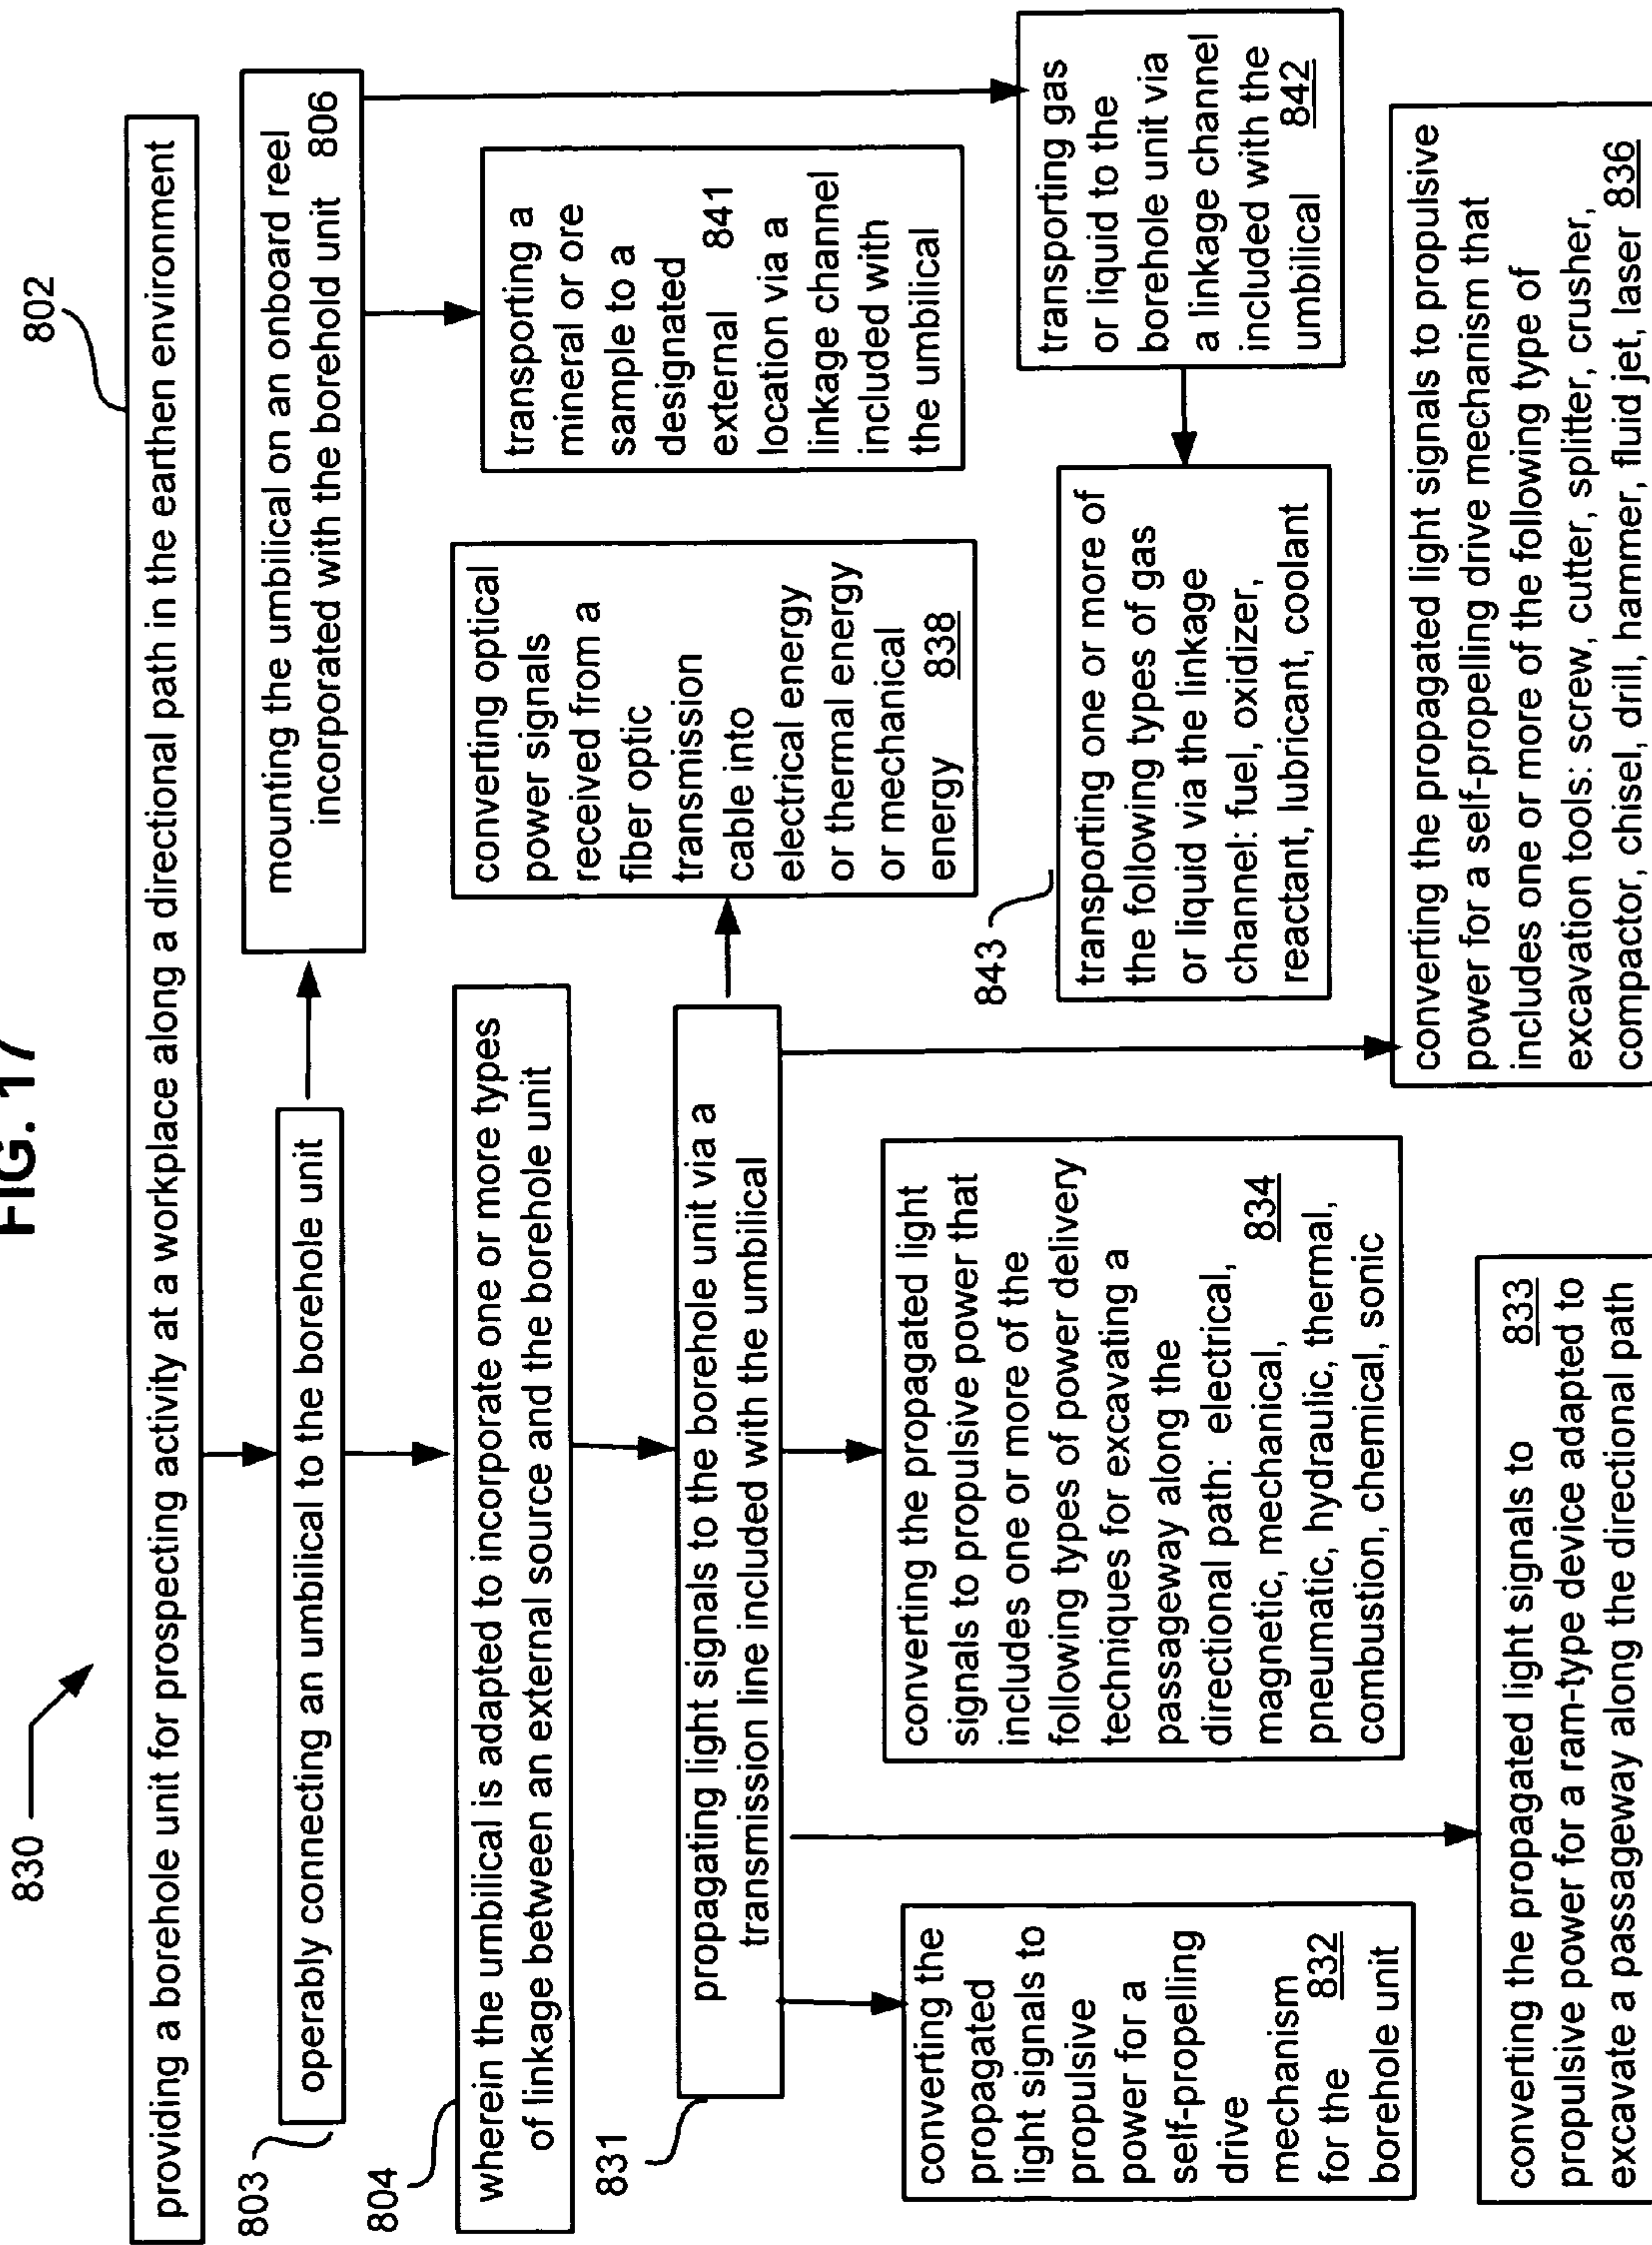 FIG. 17
830
802
providing a borehole unit for prospecting activity at a workplace along a directional path in the earthen environment
803
operably connecting an umbilical to the borehole unit
mounting the umbilical on an onboard reel
incorporated with the borehold unit 806
804
wherein the umbilical is adapted to incorporate one or more types
of linkage between an external source and the borehole unit
converting optical
power signals
received from a
fiber optic
transmission
cable into
electrical energy
or thermal energy
or mechanical
energy 838
transporting a
mineral or ore
sample to a
designated
external 841
location via a
linkage channel
included with
the umbilical
831
propagating light signals to the borehole unit via a
transmission line included with the umbilical
transporting gas
or liquid to the
borehole unit via
a linkage channel
included with the
umbilical 842
843
transporting one or more of
the following types of gas
or liquid via the linkage
channel: fuel, oxidizer,
reactant, lubricant, coolant
converting the
propagated
light signals to
propulsive
power for a
self-propelling
drive
mechanism
for the 832
borehole unit
converting the propagated light
signals to propulsive power that
includes one or more of the
following types of power delivery
techniques for excavating a
passageway along the
directional path: electrical,
magnetic, mechanical, 834
pneumatic, hydraulic, thermal,
combustion, chemical, sonic
converting the propagated light signals to propulsive
power for a self-propelling drive mechanism that
includes one or more of the following type of
excavation tools: screw, cutter, splitter, crusher,
compactor, chisel, drill, hammer, fluid jet, laser 836
converting the propagated light signals to 833
propulsive power for a ram-type device adapted to
excavate a passageway along the directional path